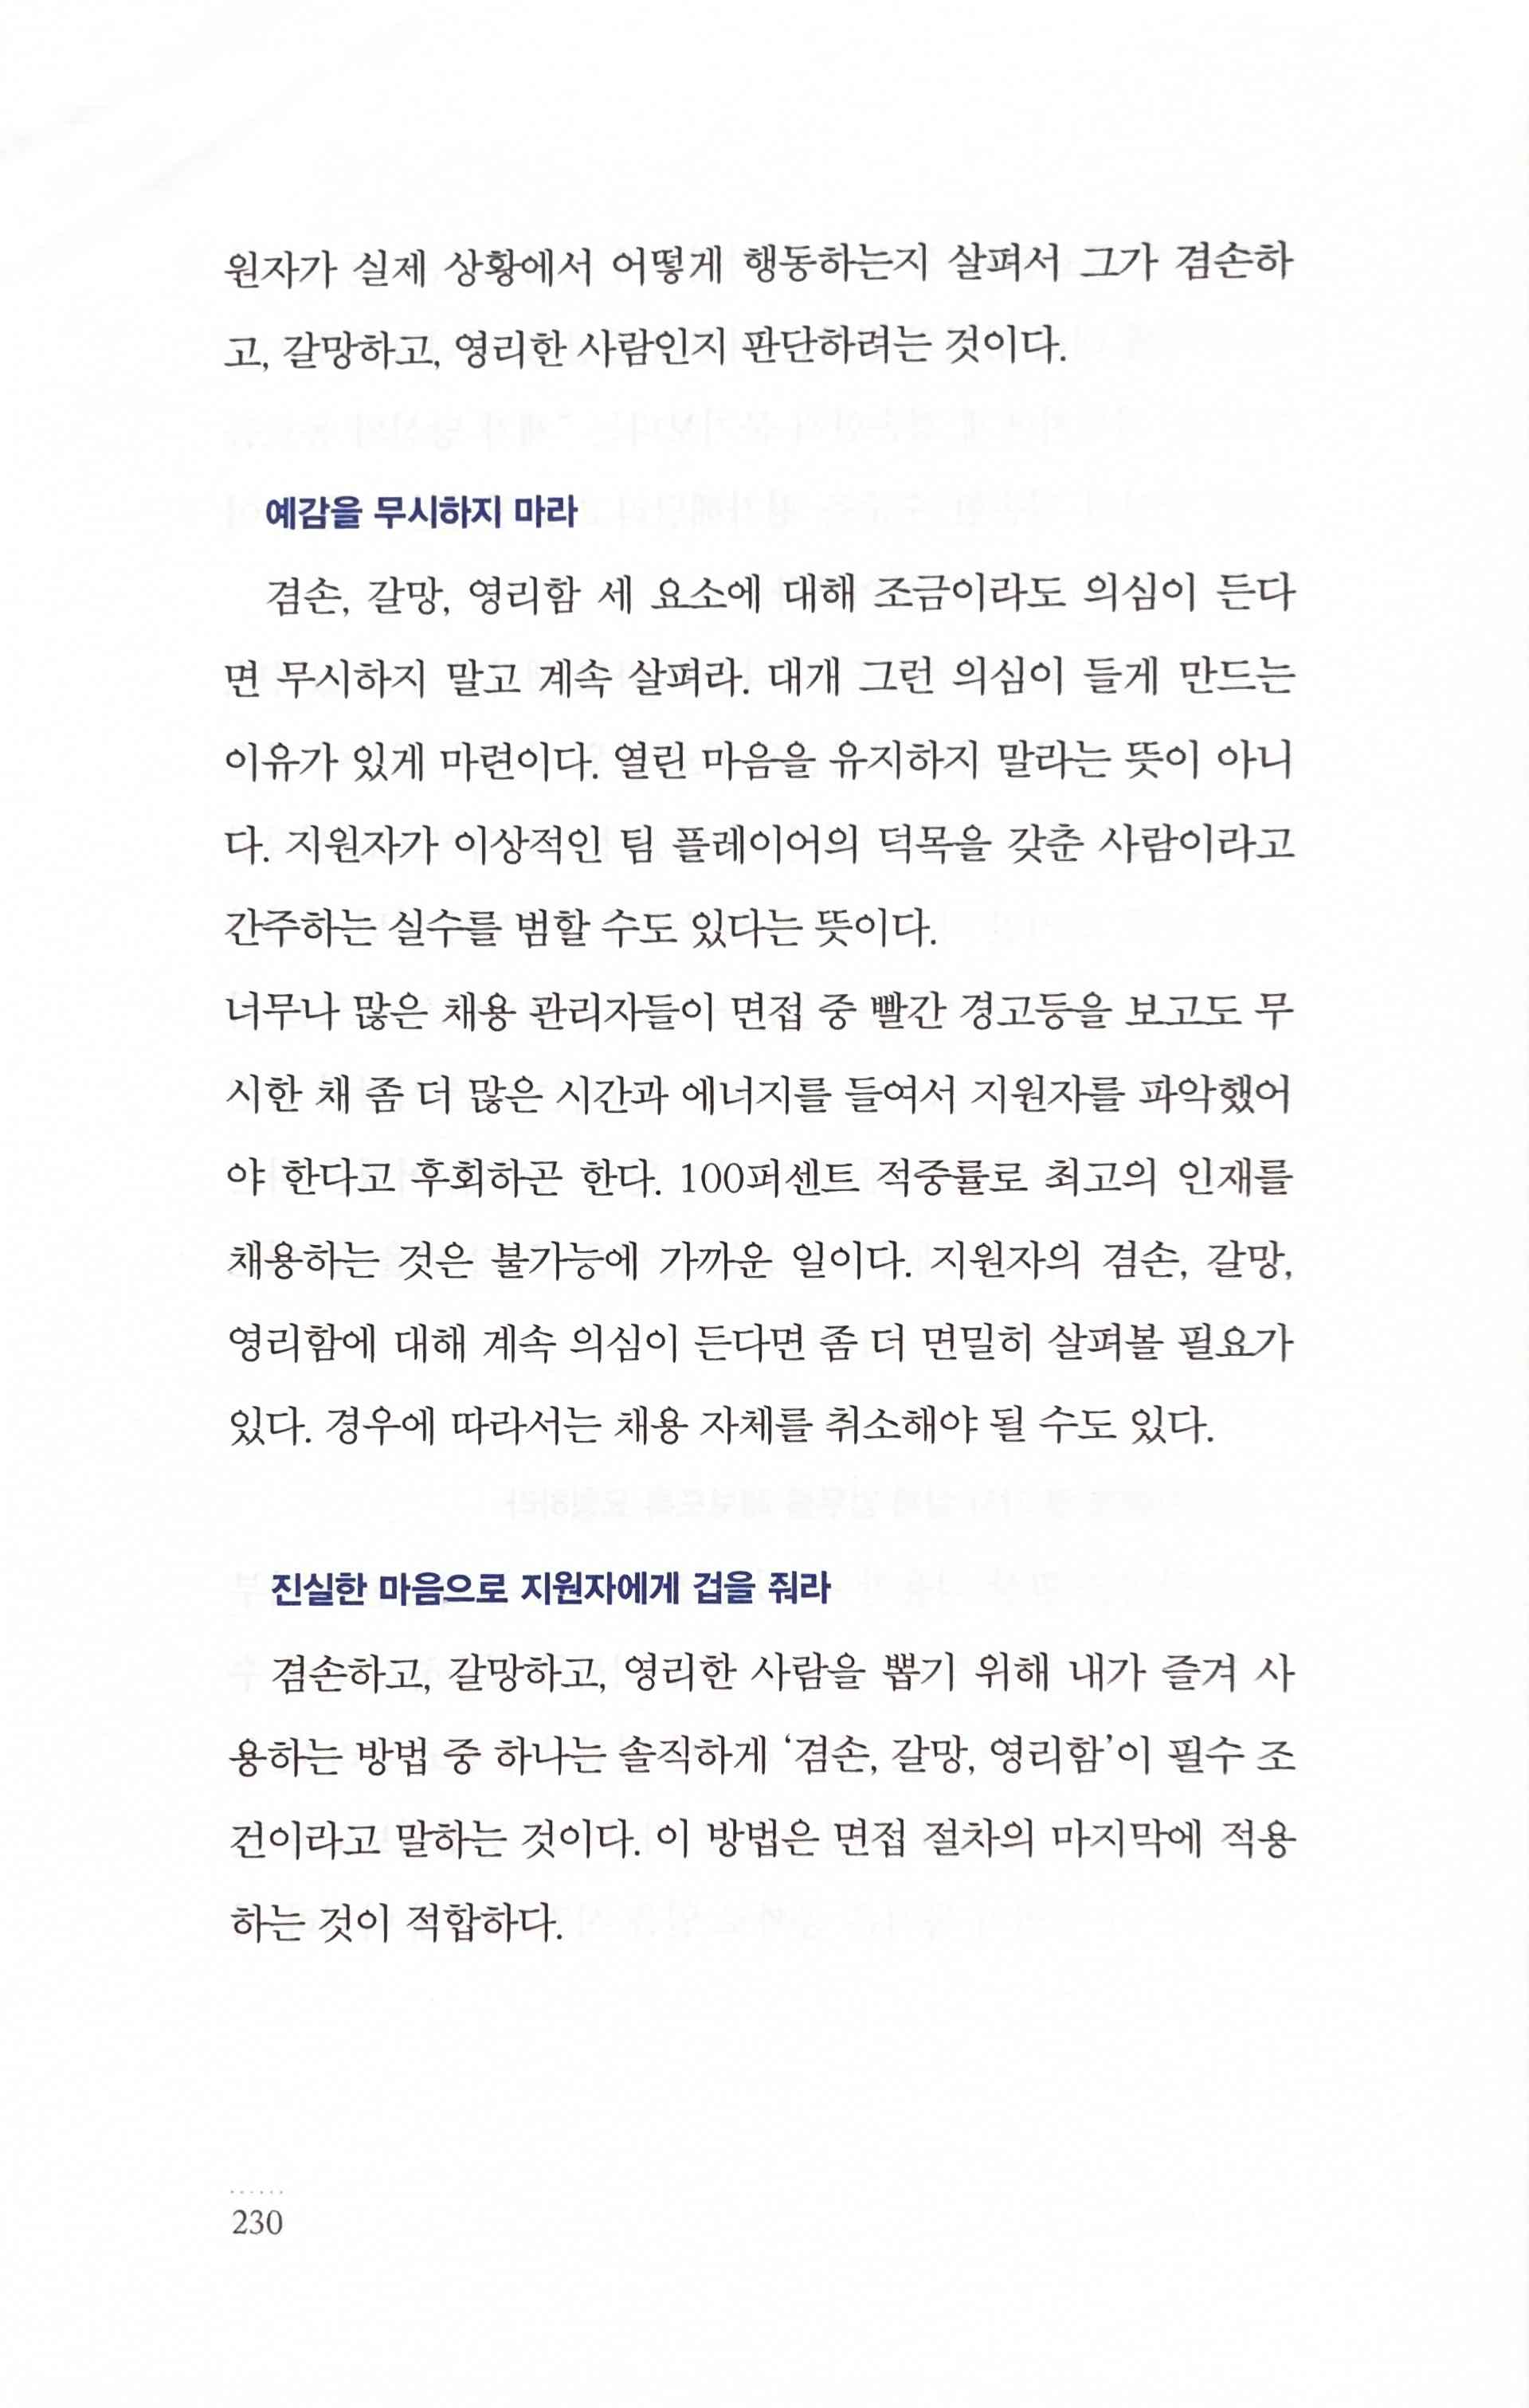 원자가 실제 상황에서 어떻게 행동하는지 살펴서 그가 겸손하
고, 갈망하고, 영리한 사람인지 판단하려는 것이다.
예감을 무시하지 마라
겸손, 갈망, 영리함 세 요소에 대해 조금이라도 의심이 든다
면 무시하지 말고 계속 살펴라. 대개 그런 의심이 들게 만드는
이유가 있게 마련이다. 열린 마음을 유지하지 말라는 뜻이 아니
다. 지원자가 이상적인 팀 플레이어의 덕목을 갖춘 사람이라고
간주하는 실수를 범할 수도 있다는 뜻이다.
너무나 많은 채용 관리자들이 면접 중 빨간 경고등을 보고도 무
시한 채 좀 더 많은 시간과 에너지를 들여서 지원자를 파악했어
야 한다고 후회하곤 한다. 100퍼센트 적중률로 최고의 인재를
채용하는 것은 불가능에 가까운 일이다. 지원자의 겸손, 갈망,
영리함에 대해 계속 의심이 든다면 좀 더 면밀히 살펴볼 필요가
있다. 경우에 따라서는 채용 자체를 취소해야 될 수도 있다.
진실한 마음으로 지원자에게 겁을 줘라
겸손하고, 갈망하고, 영리한 사람을 뽑기 위해 내가 즐겨 사
용하는 방법 중 하나는 솔직하게 ‘겸손, 갈망, 영리함’이 필수 조
건이라고 말하는 것이다. 이 방법은 면접 절차의 마지막에 적용
하는 것이 적합하다.
230